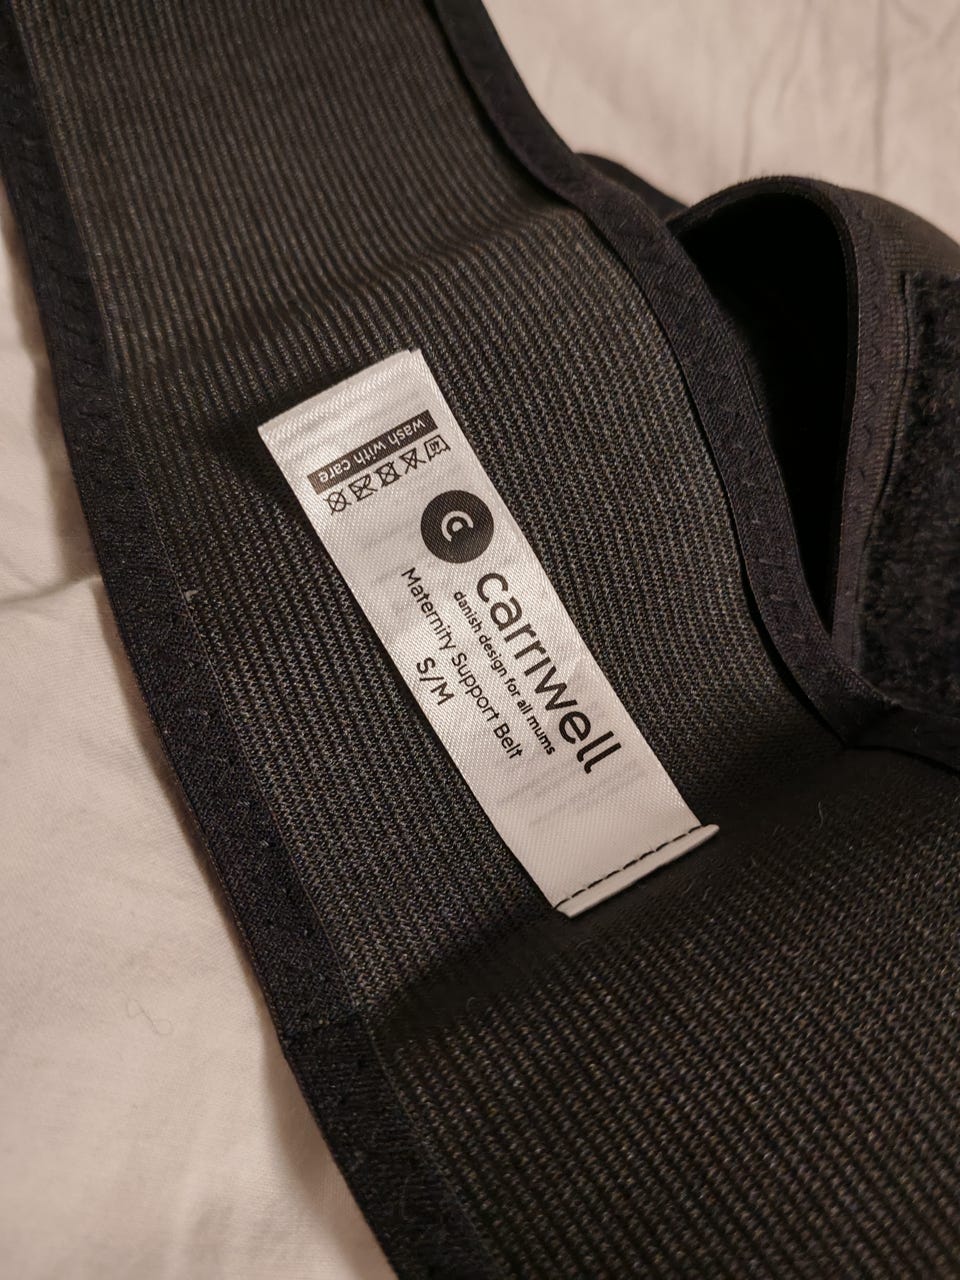 carriwell
danish design for all mums
Maternity Support Belt
S/M
wash with care